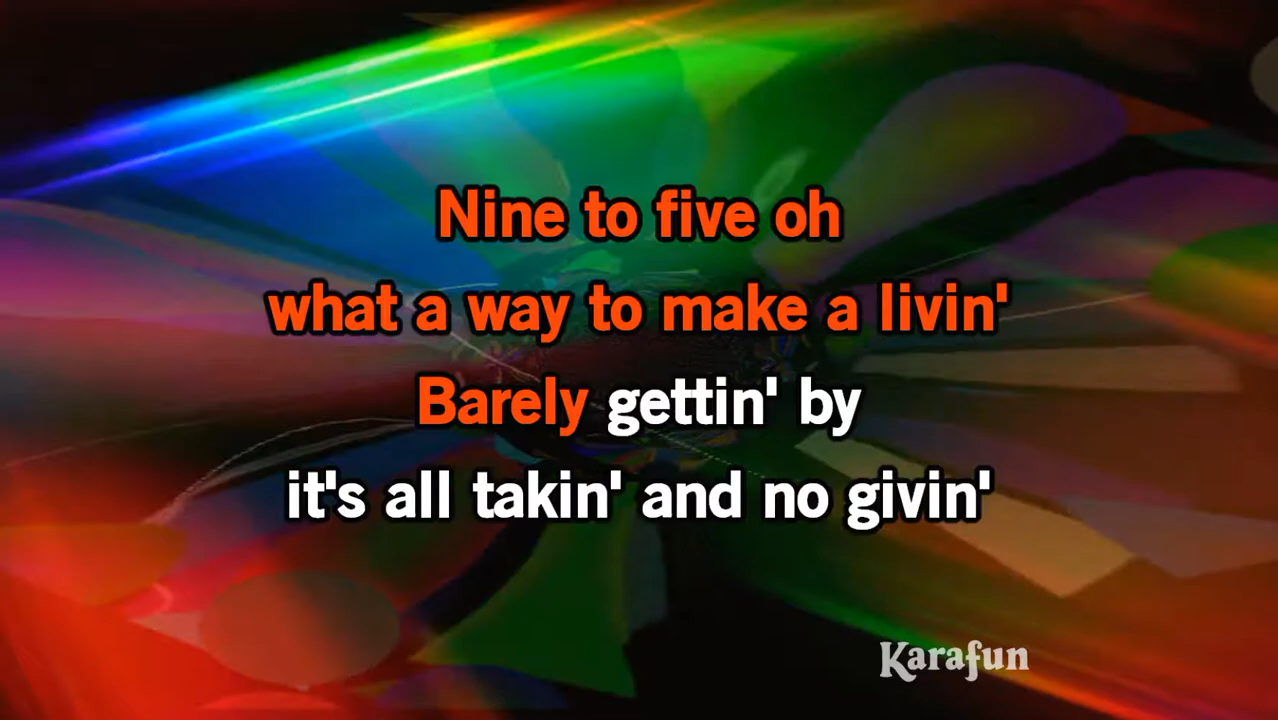 Nine to five oh
what a way to make a livin'
Barely gettin' by
it's all takin' and no givin'
Karafun